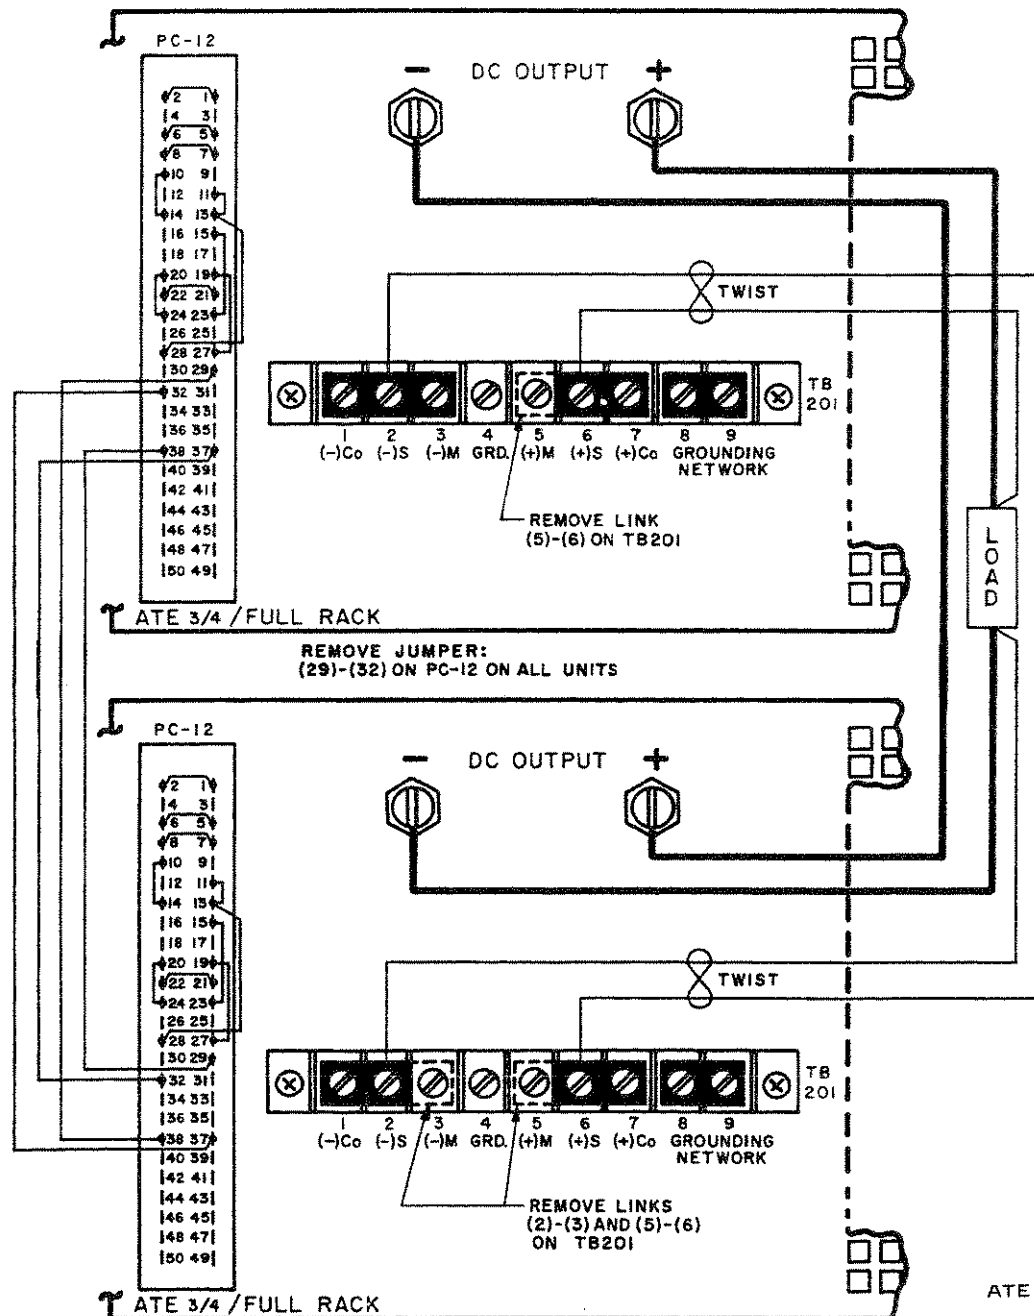 PC-12
— DC OUTPUT +
2 1
4 3
6 5
8 7
10 9
12 11
14 13
16 15
18 17
20 19
22 21
24 23
26 25
28 27
30 29
32 31
34 33
36 35
38 37
40 39
42 41
44 43
46 45
48 47
50 49
TWIST
TB
201
1 2 3 4 5 6 7 8 9
(-)Co (-)S (-)M GRD. (+)M (+)S (+)Co GROUNDING
NETWORK
REMOVE LINK
(5)-(6) ON TB201
LOAD
ATE 3/4 / FULL RACK
REMOVE JUMPER:
(29)-(32) ON PC-12 ON ALL UNITS
PC-12
— DC OUTPUT +
2 1
4 3
6 5
8 7
10 9
12 11
14 13
16 15
18 17
20 19
22 21
24 23
26 25
28 27
30 29
32 31
34 33
36 35
38 37
40 39
42 41
44 43
46 45
48 47
50 49
TWIST
TB
201
1 2 3 4 5 6 7 8 9
(-)Co (-)S (-)M GRD. (+)M (+)S (+)Co GROUNDING
NETWORK
REMOVE LINKS
(2)-(3) AND (5)-(6)
ON TB201
ATE 3/4 / FULL RACK
ATE